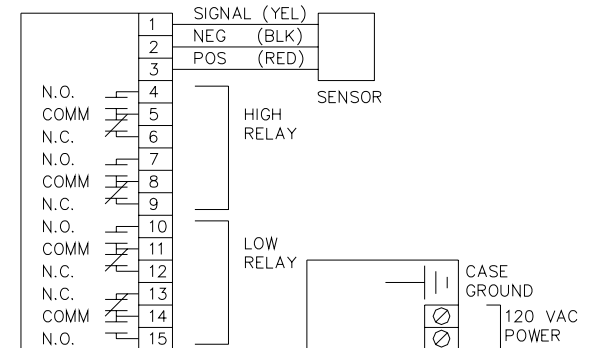 1 SIGNAL (YEL)
2 NEG (BLK)
3 POS (RED)
SENSOR
N.O. 4
COMM 5
N.C. 6
HIGH
RELAY
N.O. 7
COMM 8
N.C. 9
N.O. 10
COMM 11
N.C. 12
LOW
RELAY
N.C. 13
COMM 14
N.O. 15
CASE
GROUND
120 VAC
POWER